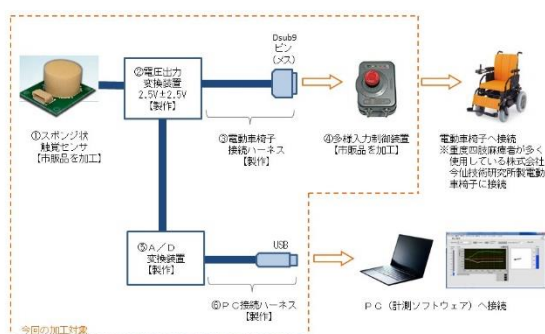 Dsub9
ピン
(メス)
②電圧出力
変換装置
2.5V±2.5V
【製作】
①スポンジ状
触覚センサ
【市販品を加工】
③電動車椅子
接続ハーネス
【製作】
④多様入力制御装置
【市販品を加工】
電動車椅子へ接続
※重度四肢麻痺者が多く
使用している株式会社
今仙技術研究所製電動
車椅子に接続
⑤A/D
変換装置
【製作】
USB
⑥PC接続ハーネス
【製作】
PC(計測ソフトウェア)へ接続
今回の加工対象